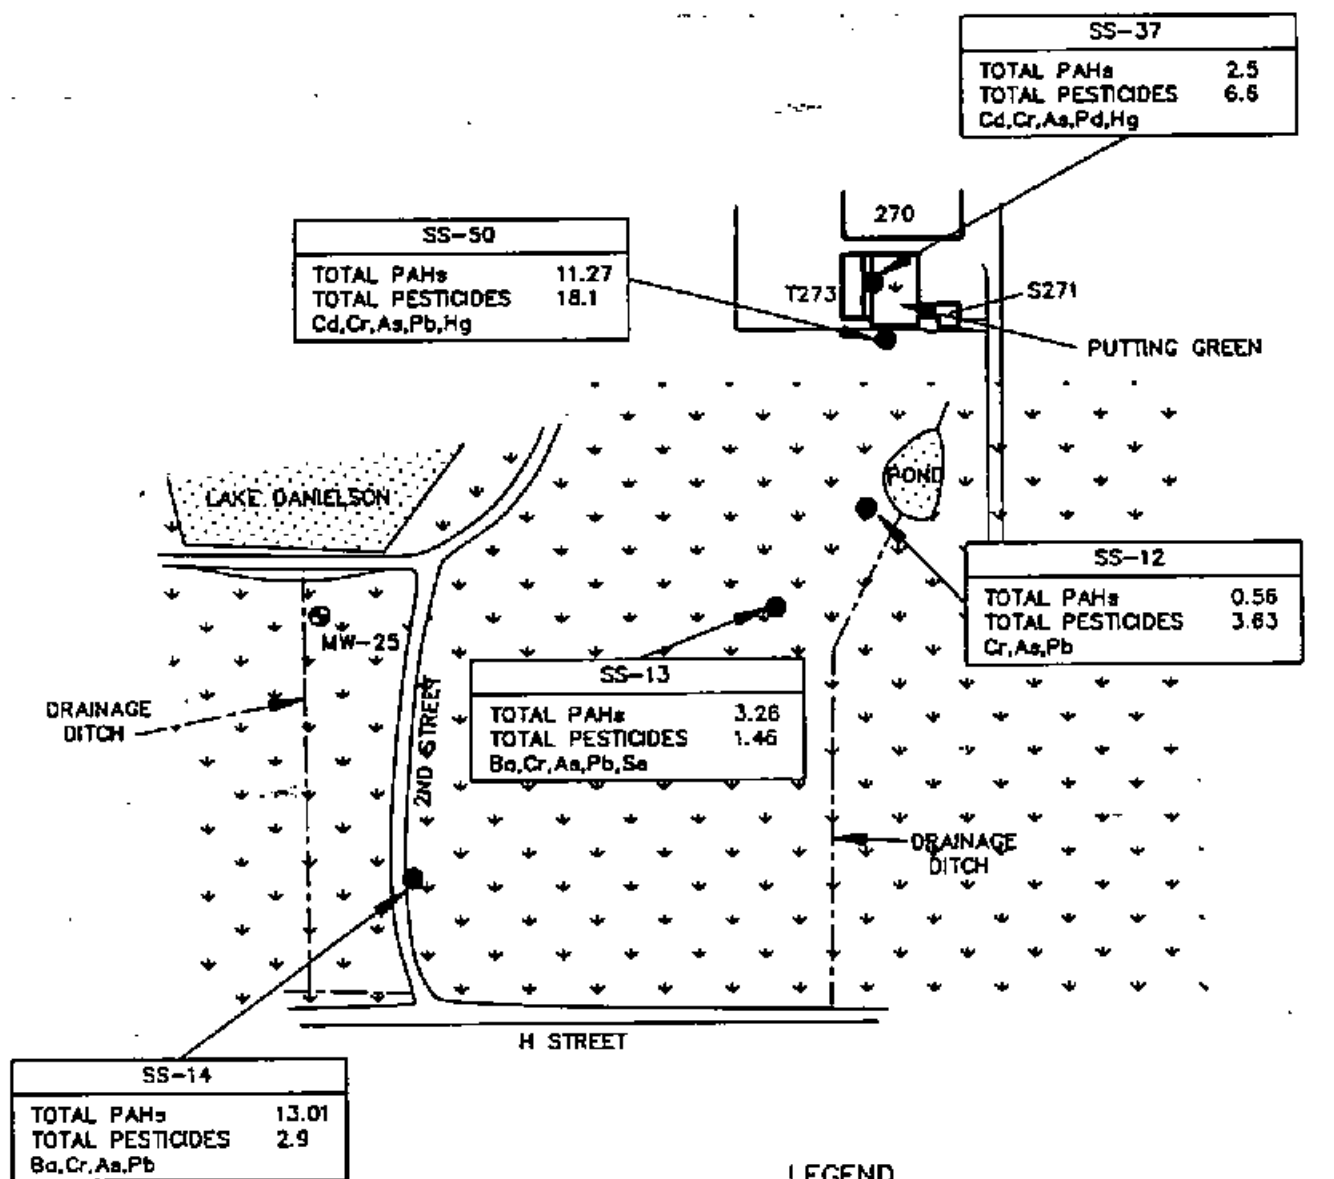 SS-37
TOTAL PAHs 2.5
TOTAL PESTICIDES 6.6
Cd,Cr,As,Pd,Hg
270
SS-50
TOTAL PAHs 11.27
TOTAL PESTICIDES 18.1
Cd,Cr,As,Pb,Hg
T273
S271
PUTTING GREEN
POND
LAKE DANIELSON
SS-12
TOTAL PAHs 0.56
TOTAL PESTICIDES 3.63
Cr,As,Pb
MW-25
SS-13
TOTAL PAHs 3.26
TOTAL PESTICIDES 1.46
Ba,Cr,As,Pb,Se
DRAINAGE
DITCH
2ND STREET
DRAINAGE
DITCH
H STREET
SS-14
TOTAL PAHs 13.01
TOTAL PESTICIDES 2.9
Ba,Cr,As,Pb
LEGEND